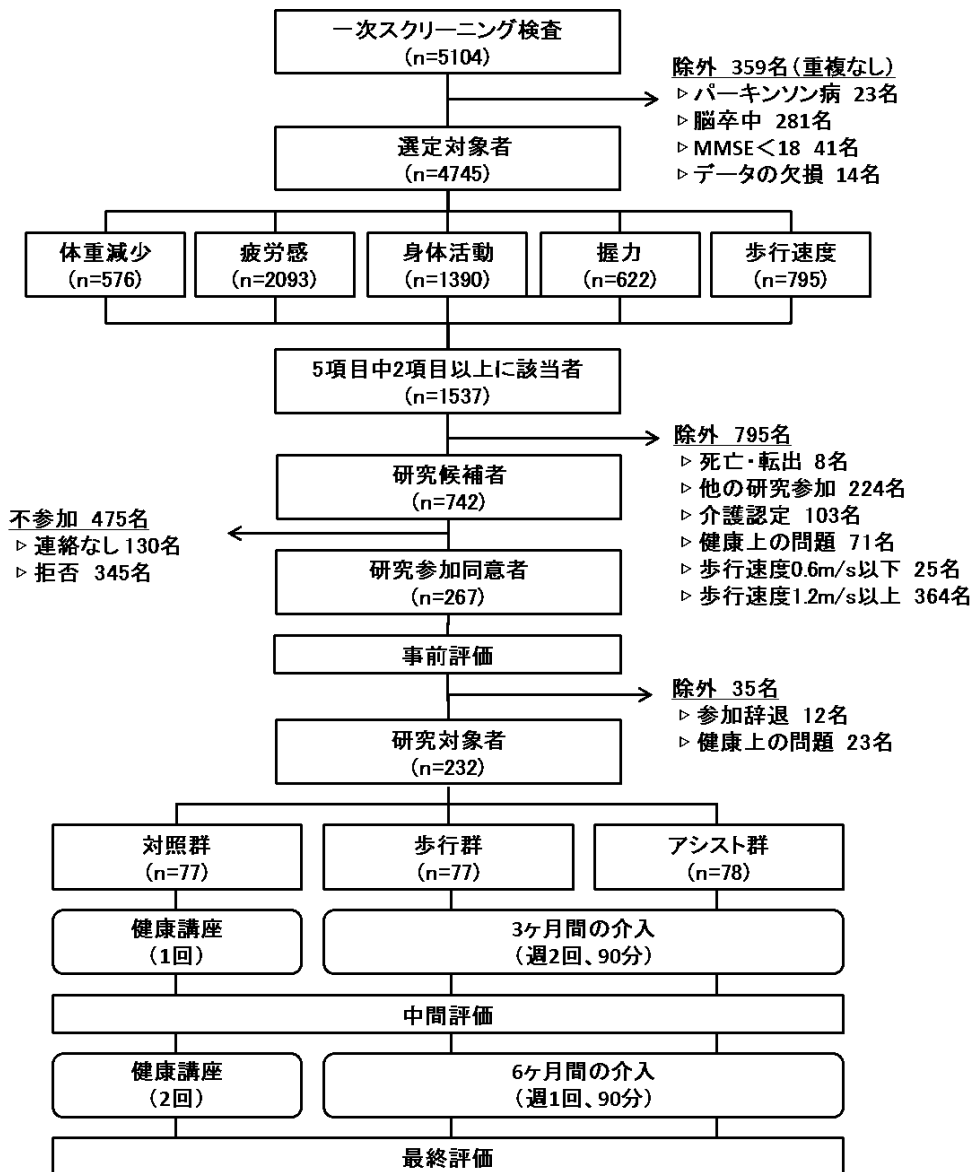 一次スクリーニング検査
(n=5104)
除外 359名(重複なし)
▷ パーキンソン病 23名
▷ 脳卒中 281名
▷ MMSE<18 41名
▷ データの欠損 14名
選定対象者
(n=4745)
体重減少
(n=576)
疲労感
(n=2093)
身体活動
(n=1390)
握力
(n=622)
歩行速度
(n=795)
5項目中2項目以上に該当者
(n=1537)
除外 795名
▷ 死亡・転出 8名
▷ 他の研究参加 224名
▷ 介護認定 103名
▷ 健康上の問題 71名
▷ 歩行速度0.6m/s以下 25名
▷ 歩行速度1.2m/s以上 364名
研究候補者
(n=742)
不参加 475名
▷ 連絡なし 130名
▷ 拒否 345名
研究参加同意者
(n=267)
事前評価
除外 35名
▷ 参加辞退 12名
▷ 健康上の問題 23名
研究対象者
(n=232)
対照群
(n=77)
歩行群
(n=77)
アシスト群
(n=78)
健康講座
(1回)
3ヶ月間の介入
(週2回、90分)
中間評価
健康講座
(2回)
6ヶ月間の介入
(週1回、90分)
最終評価